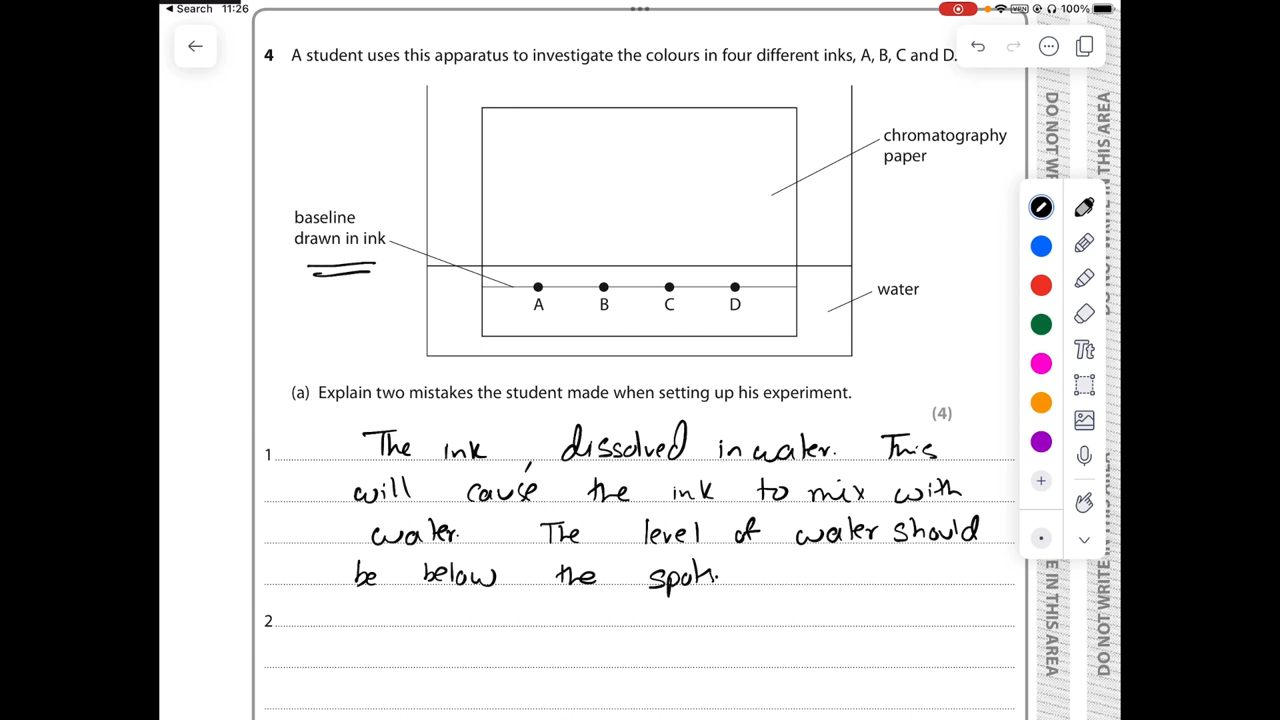 Search 11:26 VPN 100%
4 A student uses this apparatus to investigate the colours in four different inks, A, B, C and D.
chromatography
paper
baseline
drawn in ink
water
A B C D
(a) Explain two mistakes the student made when setting up his experiment.
(4)
1 The ink, dissolved in water. This
will cause the ink to mix with
water. The level of water should
be below the spots.
2
Tt
DO NOT WR
THIS AREA
E IN THIS AREA
DO NOT WRITE